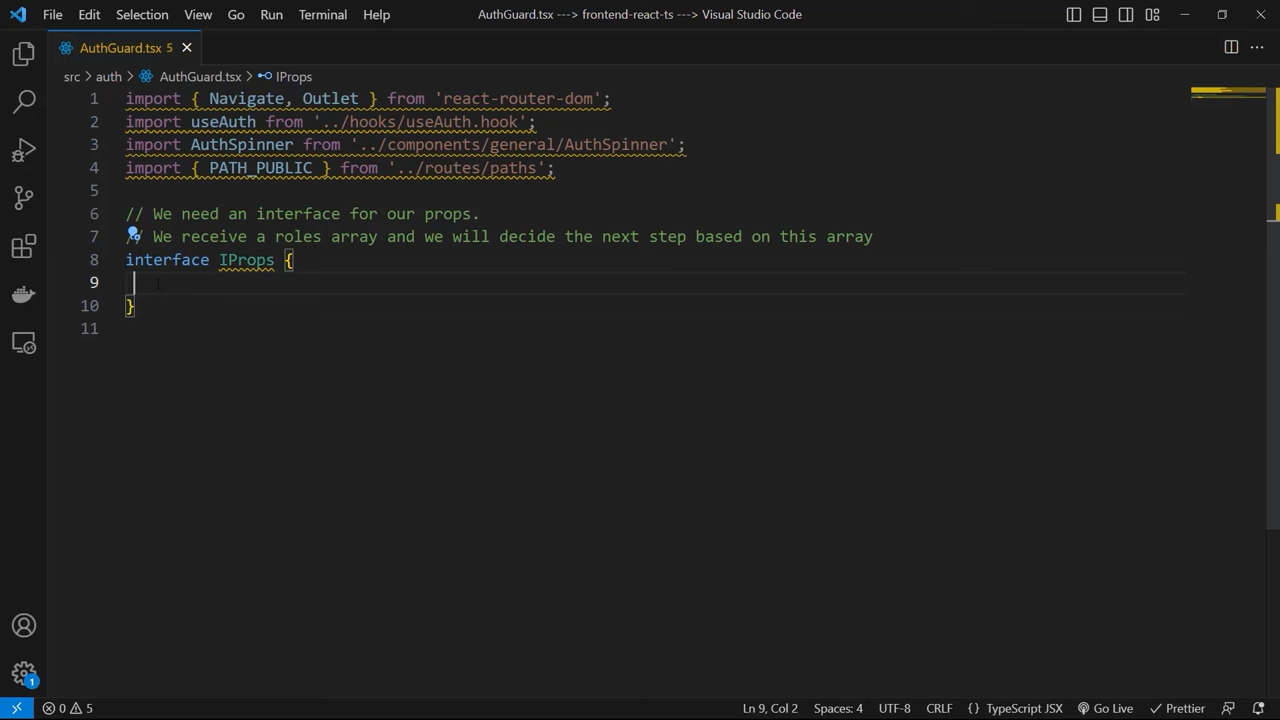 File Edit Selection View Go Run Terminal Help AuthGuard.tsx ---> frontend-react-ts ---> Visual Studio Code
AuthGuard.tsx 5
src > auth > AuthGuard.tsx > IProps
1 import { Navigate, Outlet } from 'react-router-dom';
2 import useAuth from '../hooks/useAuth.hook';
3 import AuthSpinner from '../components/general/AuthSpinner';
4 import { PATH_PUBLIC } from '../routes/paths';
5
6 // We need an interface for our props.
7 // We receive a roles array and we will decide the next step based on this array
8 interface IProps {
9
10 }
11
1
0 5 Ln 9, Col 2 Spaces: 4 UTF-8 CRLF { } TypeScript JSX Go Live Prettier